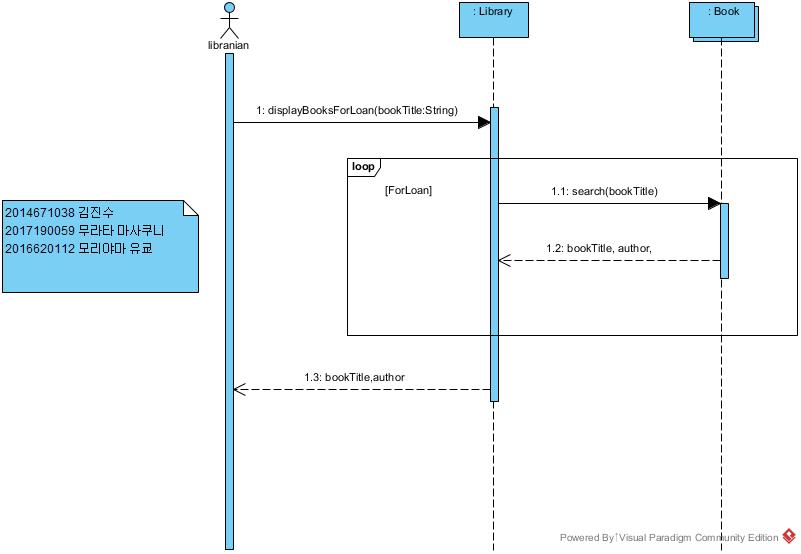 : Library
: Book
libranian
1: displayBooksForLoan(bookTitle:String)
loop
[ForLoan]
1.1: search(bookTitle)
2014671038 김진수
2017190059 무라타 마사쿠니
2016620112 모리야마 유쿄
1.2: bookTitle, author,
1.3: bookTitle,author
Powered By Visual Paradigm Community Edition